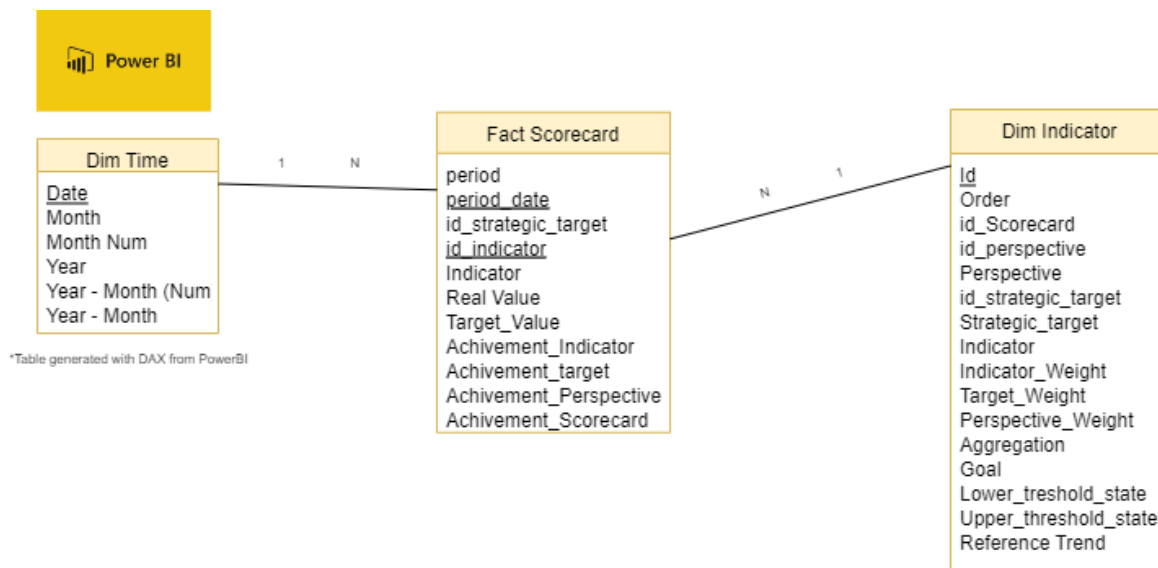 Power BI
Dim Time
Date
Month
Month Num
Year
Year - Month (Num
Year - Month
*Table generated with DAX from PowerBI
1
N
Fact Scorecard
period
period_date
id_strategic_target
id_indicator
Indicator
Real Value
Target_Value
Achivement_Indicator
Achivement_target
Achivement_Perspective
Achivement_Scorecard
N
1
Dim Indicator
Id
Order
id_Scorecard
id_perspective
Perspective
id_strategic_target
Strategic_target
Indicator
Indicator_Weight
Target_Weight
Perspective_Weight
Aggregation
Goal
Lower_treshold_state
Upper_threshold_state
Reference Trend